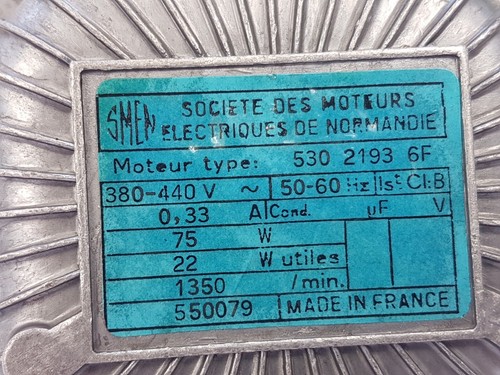 SMEN SOCIETE DES MOTEURS
ELECTRIQUES DE NORMANDIE
Moteur type: 530 2193 6F
380-440 V ~ 50-60 Hz Ist Cl:B
0,33 A Cond. µF V
75 W
22 W utiles
1350 /min.
550079 MADE IN FRANCE